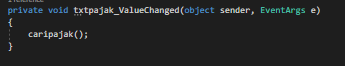 private void txtpajak_ValueChanged(object sender, EventArgs e)
{
caripajak();
}